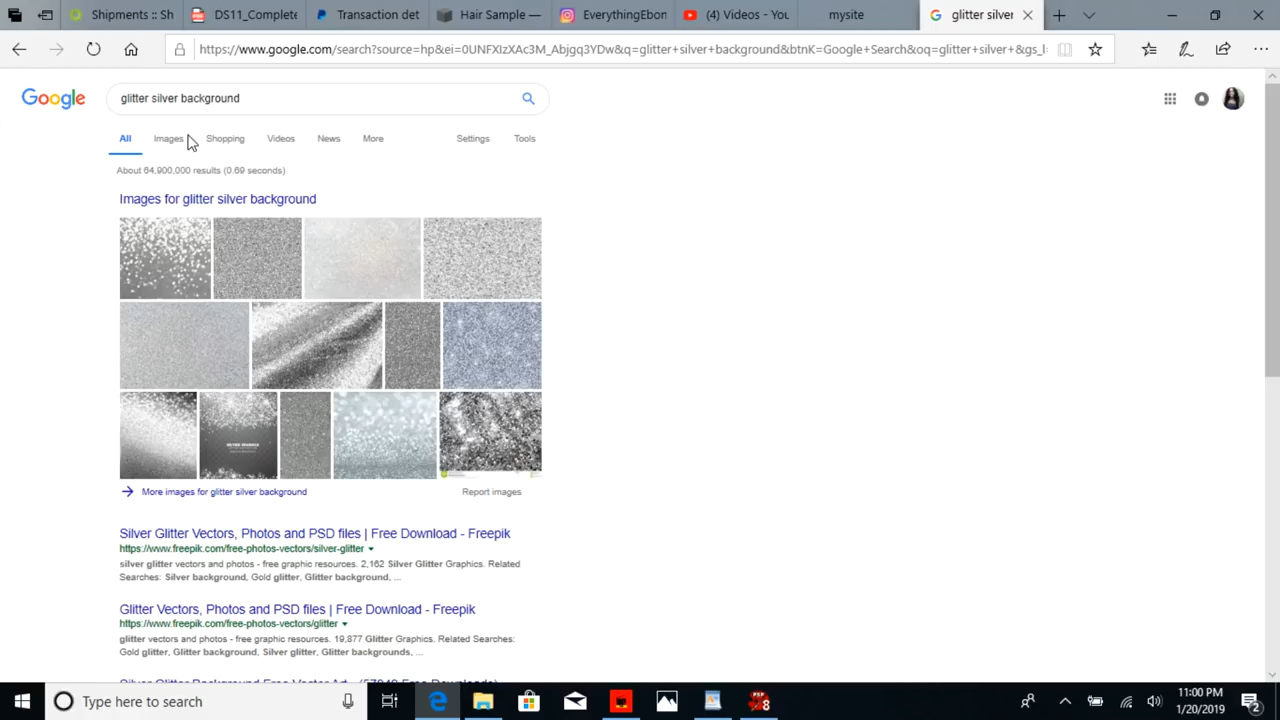 Shipments :: Sh
DS11_Complete
Transaction det
Hair Sample —
EverythingEbon
(4) Videos - You
mysite
glitter silver
https://www.google.com/search?source=hp&ei=0UNFXIzXAc3M_Abjgq3YDw&q=glitter+silver+background&btnK=Google+Search&oq=glitter+silver+&gs_l=
Google
glitter silver background
All Images Shopping Videos News More Settings Tools
About 64,900,000 results (0.69 seconds)
Images for glitter silver background
More images for glitter silver background
Report images
Silver Glitter Vectors, Photos and PSD files | Free Download - Freepik
https://www.freepik.com/free-photos-vectors/silver-glitter
silver glitter vectors and photos - free graphic resources. 2,162 Silver Glitter Graphics. Related
Searches: Silver background, Gold glitter, Glitter background, ...
Glitter Vectors, Photos and PSD files | Free Download - Freepik
https://www.freepik.com/free-photos-vectors/glitter
glitter vectors and photos - free graphic resources. 19,877 Glitter Graphics. Related Searches:
Gold glitter, Glitter background, Silver glitter, Glitter backgrounds, ...
Type here to search
PSP
8
11:00 PM
1/20/2019
2